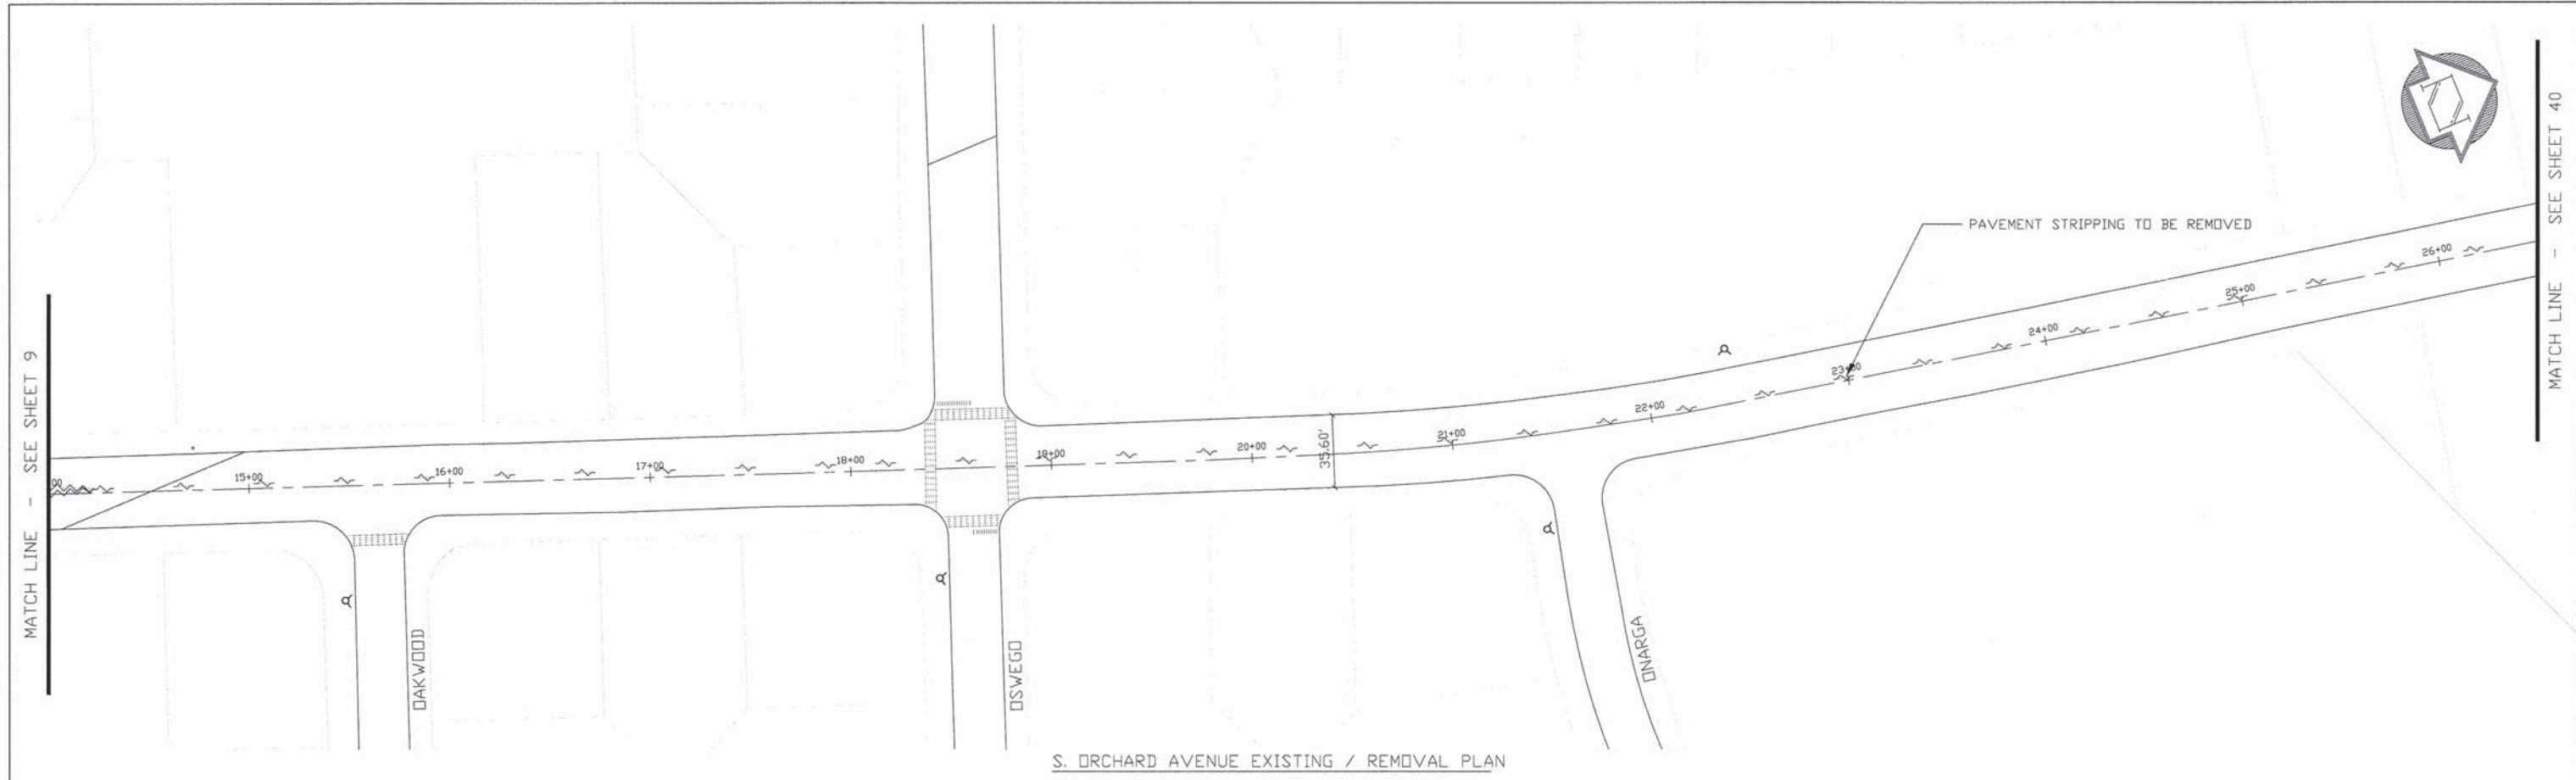 MATCH LINE - SEE SHEET 9
MATCH LINE - SEE SHEET 40
PAVEMENT STRIPPING TO BE REMOVED
00
15+00
16+00
17+00
18+00
19+00
20+00
21+00
22+00
23+00
24+00
25+00
26+00
35.60'
OAKWOOD
OSWEGO
ONARGA
S. ORCHARD AVENUE EXISTING / REMOVAL PLAN